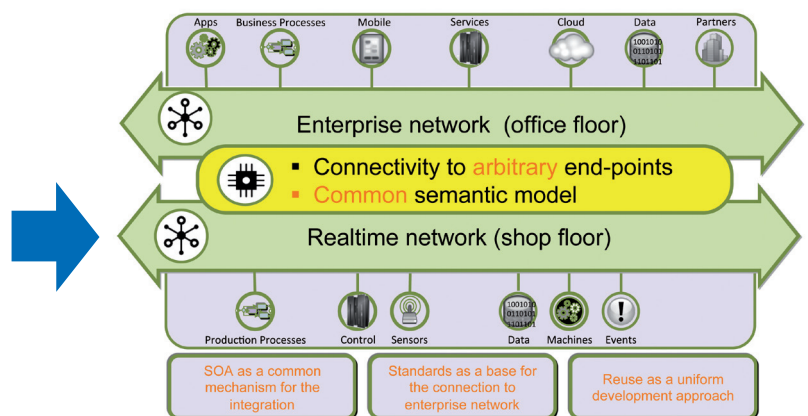 Apps Business Processes Mobile Services Cloud Data Partners
1001010
0110101
1101101
Enterprise network (office floor)
▪ Connectivity to arbitrary end-points
▪ Common semantic model
Realtime network (shop floor)
1001010
0110101
1101101
!
Production Processes Control Sensors Data Machines Events
SOA as a common
mechanism for the
integration
Standards as a base for
the connection to
enterprise network
Reuse as a uniform
development approach